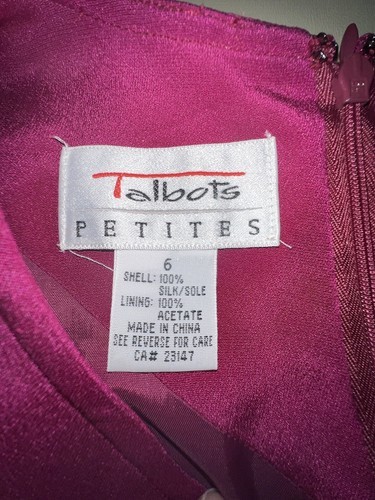 Talbots
PETITES
6
SHELL: 100%
SILK/SOIE
LINING: 100%
ACETATE
MADE IN CHINA
SEE REVERSE FOR CARE
CA# 23147